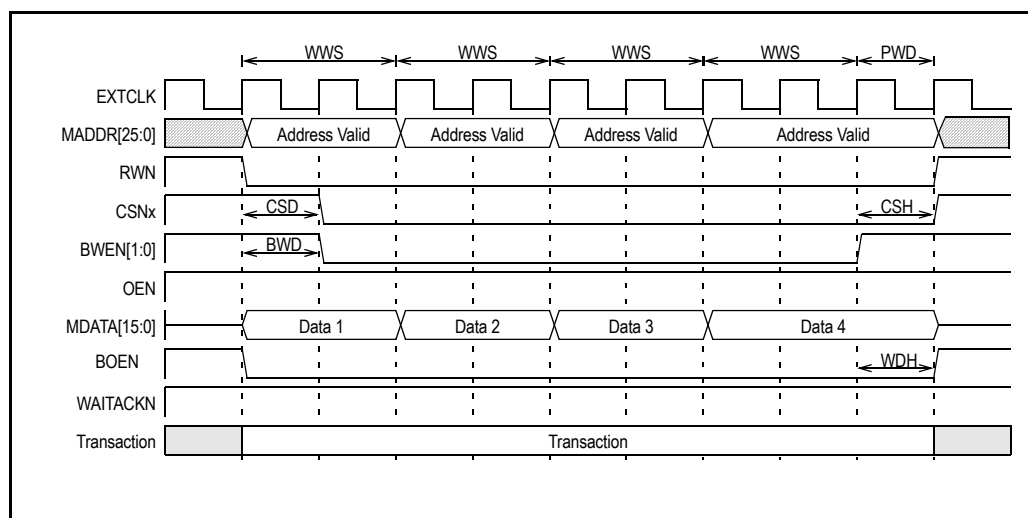 WWS WWS WWS WWS PWD
EXTCLK
MADDR[25:0] Address Valid Address Valid Address Valid Address Valid
RWN
CSNx CSD CSH
BWEN[1:0] BWD
OEN
MDATA[15:0] Data 1 Data 2 Data 3 Data 4
BOEN WDH
WAITACKN
Transaction Transaction